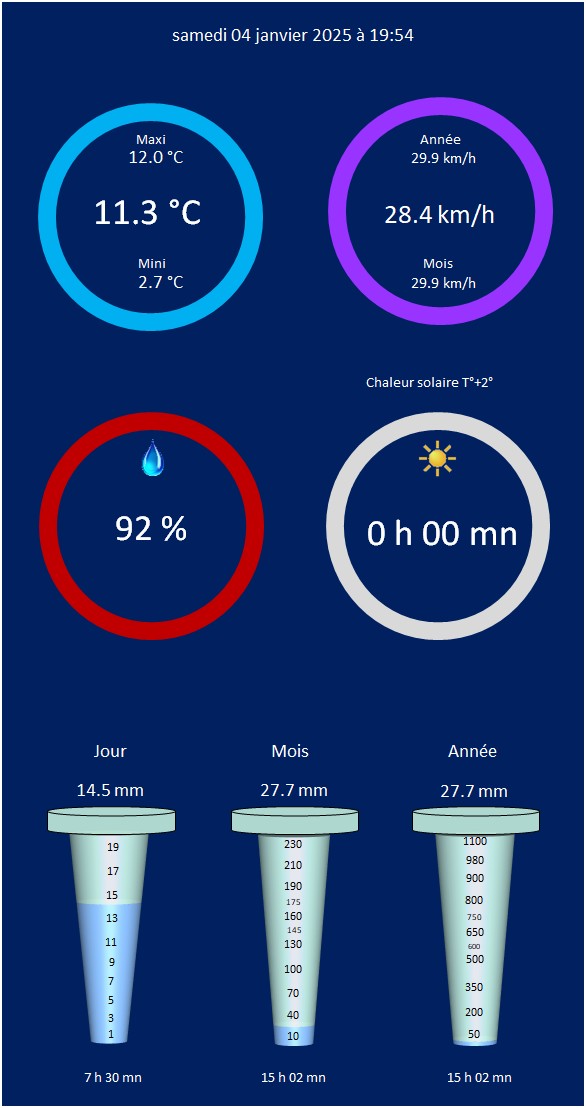 samedi 04 janvier 2025 à 19:54
Maxi
12.0 °C
11.3 °C
Mini
2.7 °C
Année
29.9 km/h
28.4 km/h
Mois
29.9 km/h
Chaleur solaire T°+2°
92 %
0 h 00 mn
Jour
14.5 mm
19
17
15
13
11
9
7
5
3
1
7 h 30 mn
Mois
27.7 mm
230
210
190
175
160
145
130
100
70
40
10
15 h 02 mn
Année
27.7 mm
1100
980
900
800
750
650
600
500
350
200
50
15 h 02 mn